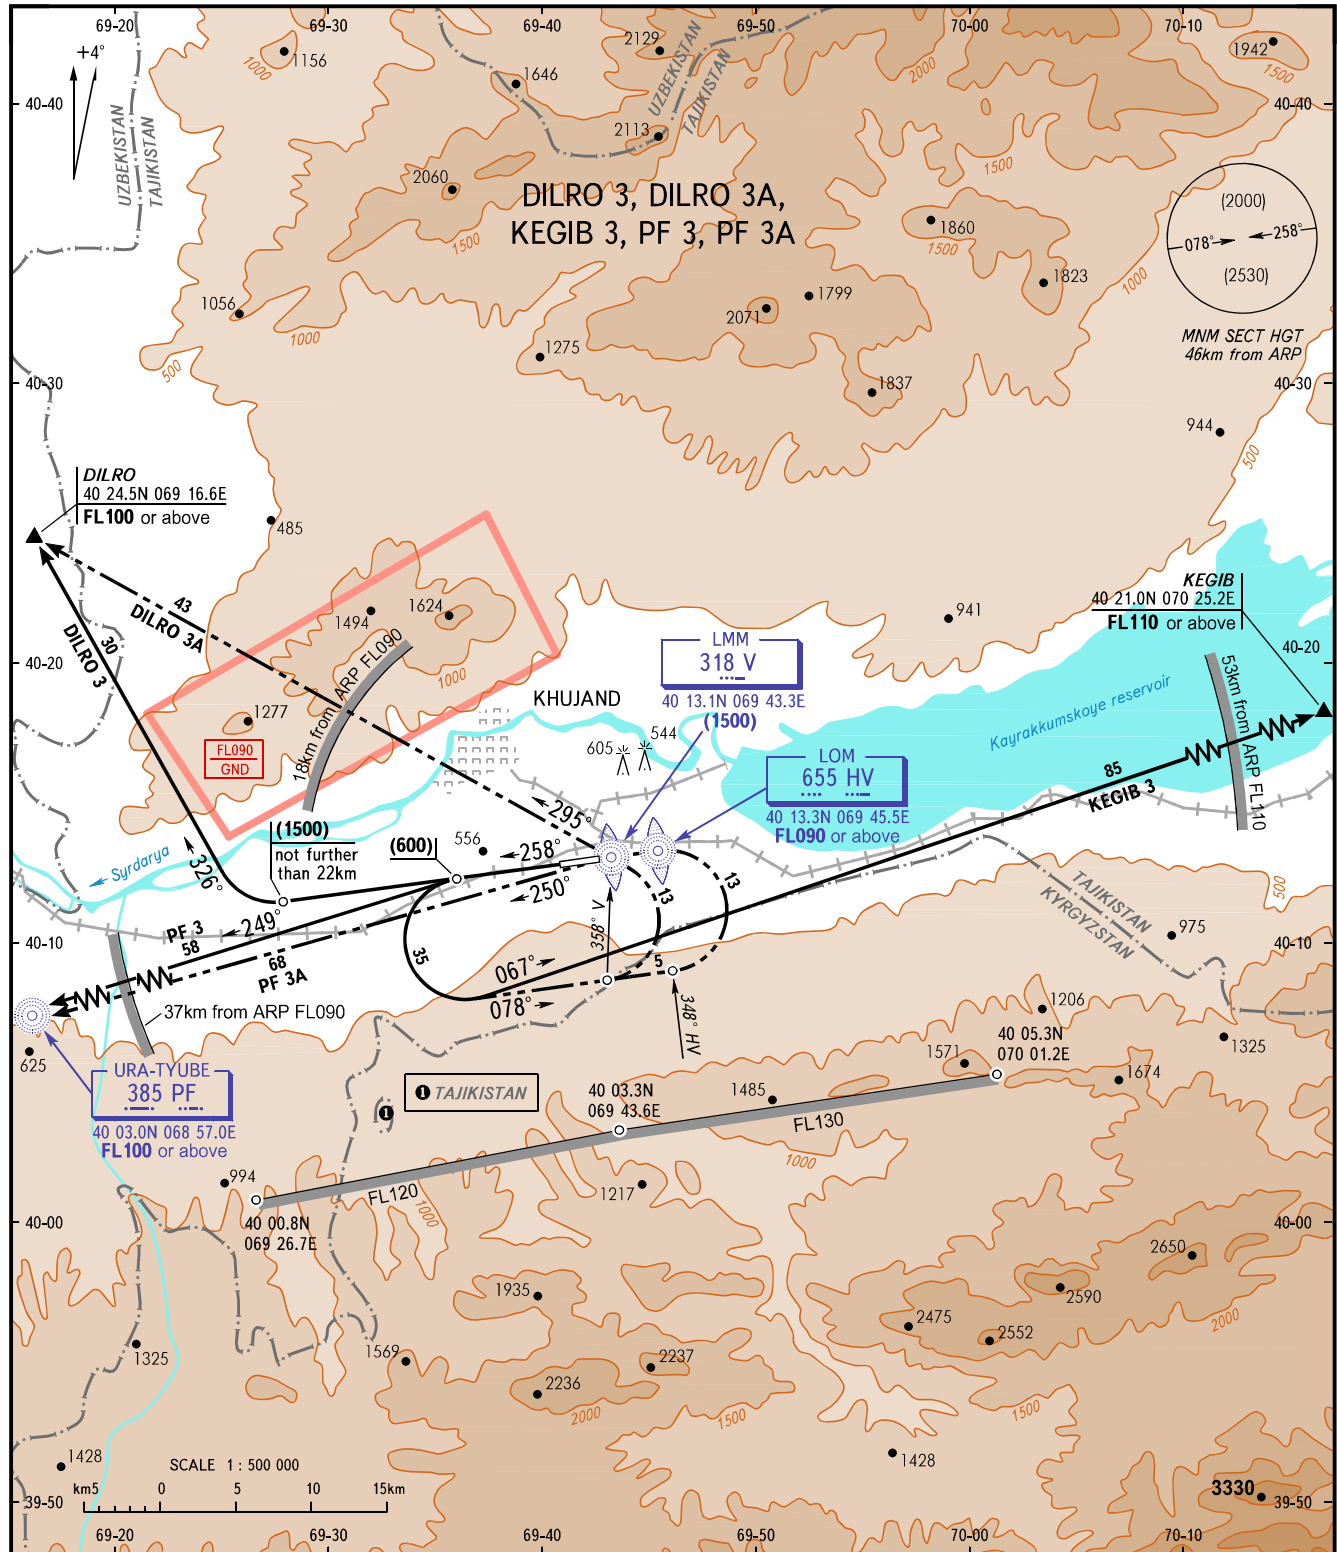 69-20
69-30
69-40
69-50
70-00
70-10
+4°
1000
1156
2129
1646
UZBEKISTAN
TAJIKISTAN
2000
1942
1500
40-40
40-40
UZBEKISTAN
TAJIKISTAN
2113
1500
2060
DILRO 3, DILRO 3A,
KEGIB 3, PF 3, PF 3A
1500
1860
1500
(2000)
078°
258°
(2530)
1823
1000
1056
1000
1799
2071
1275
MNM SECT HGT
46km from ARP
500
40-30
1837
40-30
944
500
DILRO
40 24.5N 069 16.6E
FL100 or above
485
43
DILRO 3A
30
DILRO 3
1494
1624
1000
18km from ARP FL090
1277
FL090
GND
KEGIB
40 21.0N 070 25.2E
FL110 or above
941
40-20
40-20
LMM
318 V
40 13.1N 069 43.3E
(1500)
KHUJAND
605
544
Kayrakkumskoye reservoir
53km from ARP FL110
LOM
655 HV
40 13.3N 069 45.5E
FL090 or above
85
KEGIB 3
295°
(1500)
not further
than 22km
(600)
556
258°
250°
Syrdarya
326°
249°
PF 3
58
68
PF 3A
35
067°
078°
358° V
5
13
13
348° HV
TAJIKISTAN
KYRGYZSTAN
500
975
40-10
40-10
37km from ARP FL090
625
URA-TYUBE
385 PF
40 03.0N 068 57.0E
FL100 or above
1 TAJIKISTAN
1
40 03.3N
069 43.6E
1485
1571
1206
40 05.3N
070 01.2E
1674
1325
FL130
1000
994
FL120
1000
1217
40 00.8N
069 26.7E
40-00
40-00
2650
2590
1935
2475
2552
2000
1325
1569
2237
2236
2000
1500
1500
1428
SCALE 1 : 500 000
km5
0
5
10
15km
1428
3330
39-50
39-50
69-20
69-30
69-40
69-50
70-00
70-10